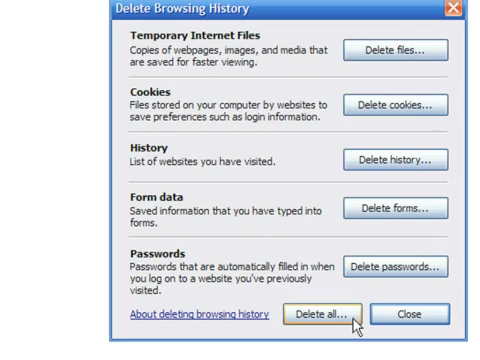 Delete Browsing History
Temporary Internet Files
Copies of webpages, images, and media that
are saved for faster viewing.
Delete files...
Cookies
Files stored on your computer by websites to
save preferences such as login information.
Delete cookies...
History
List of websites you have visited.
Delete history...
Form data
Saved information that you have typed into
forms.
Delete forms...
Passwords
Passwords that are automatically filled in when
you log on to a website you've previously
visited.
Delete passwords...
About deleting browsing history
Delete all...
Close